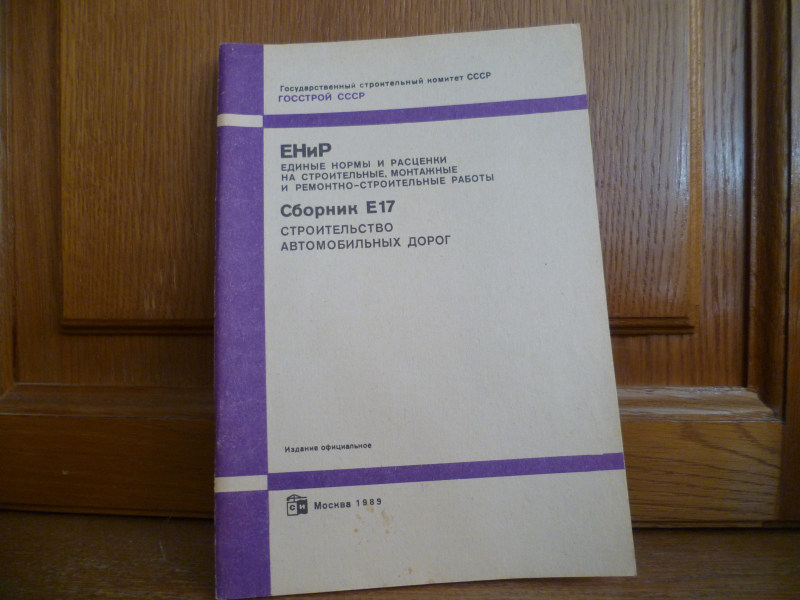 Государственный строительный комитет СССР
ГОССТРОЙ СССР
ЕНиР
ЕДИНЫЕ НОРМЫ И РАСЦЕНКИ
НА СТРОИТЕЛЬНЫЕ, МОНТАЖНЫЕ
И РЕМОНТНО-СТРОИТЕЛЬНЫЕ РАБОТЫ
Сборник Е17
СТРОИТЕЛЬСТВО
АВТОМОБИЛЬНЫХ ДОРОГ
Издание официальное
СИ Москва 1989